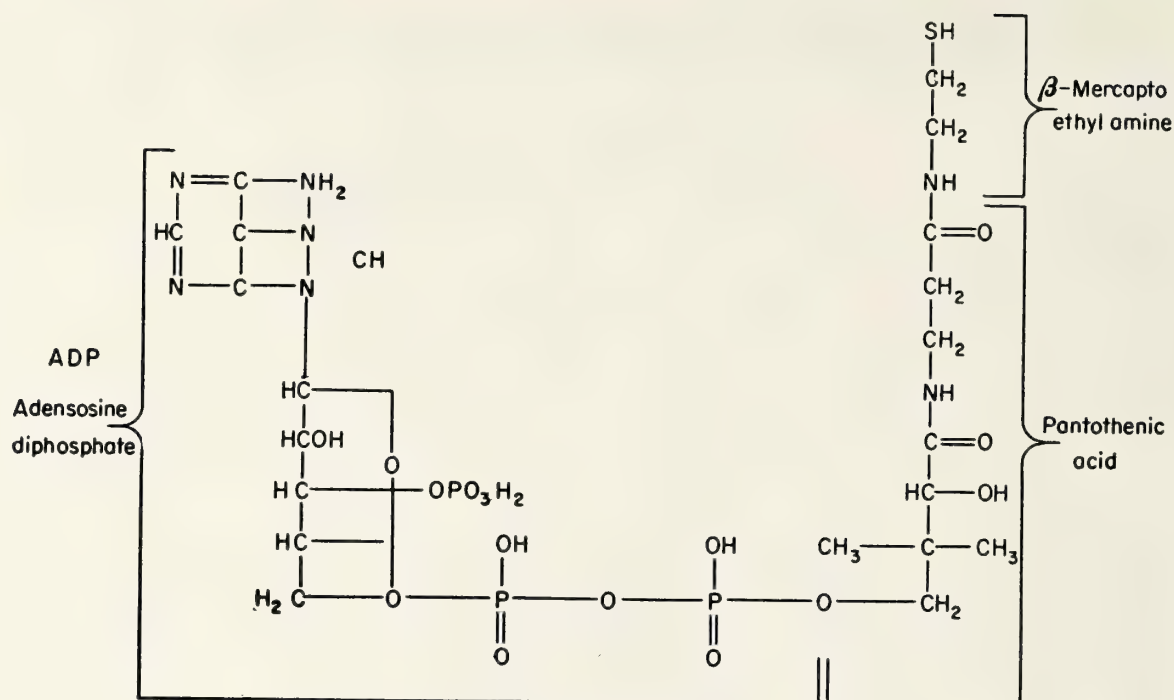 SH
CH2
β-Mercapto
ethyl amine
CH2
N C NH2
NH
HC C N
C O
CH
N C N
CH2
CH2
ADP
HC
NH
Adensosine
diphosphate
HCOH
C O
Pantothenic
acid
O
HC OPO3H2
HC OH
HC
OH
OH
CH3 C CH3
H2C O P O P O CH2
O
O